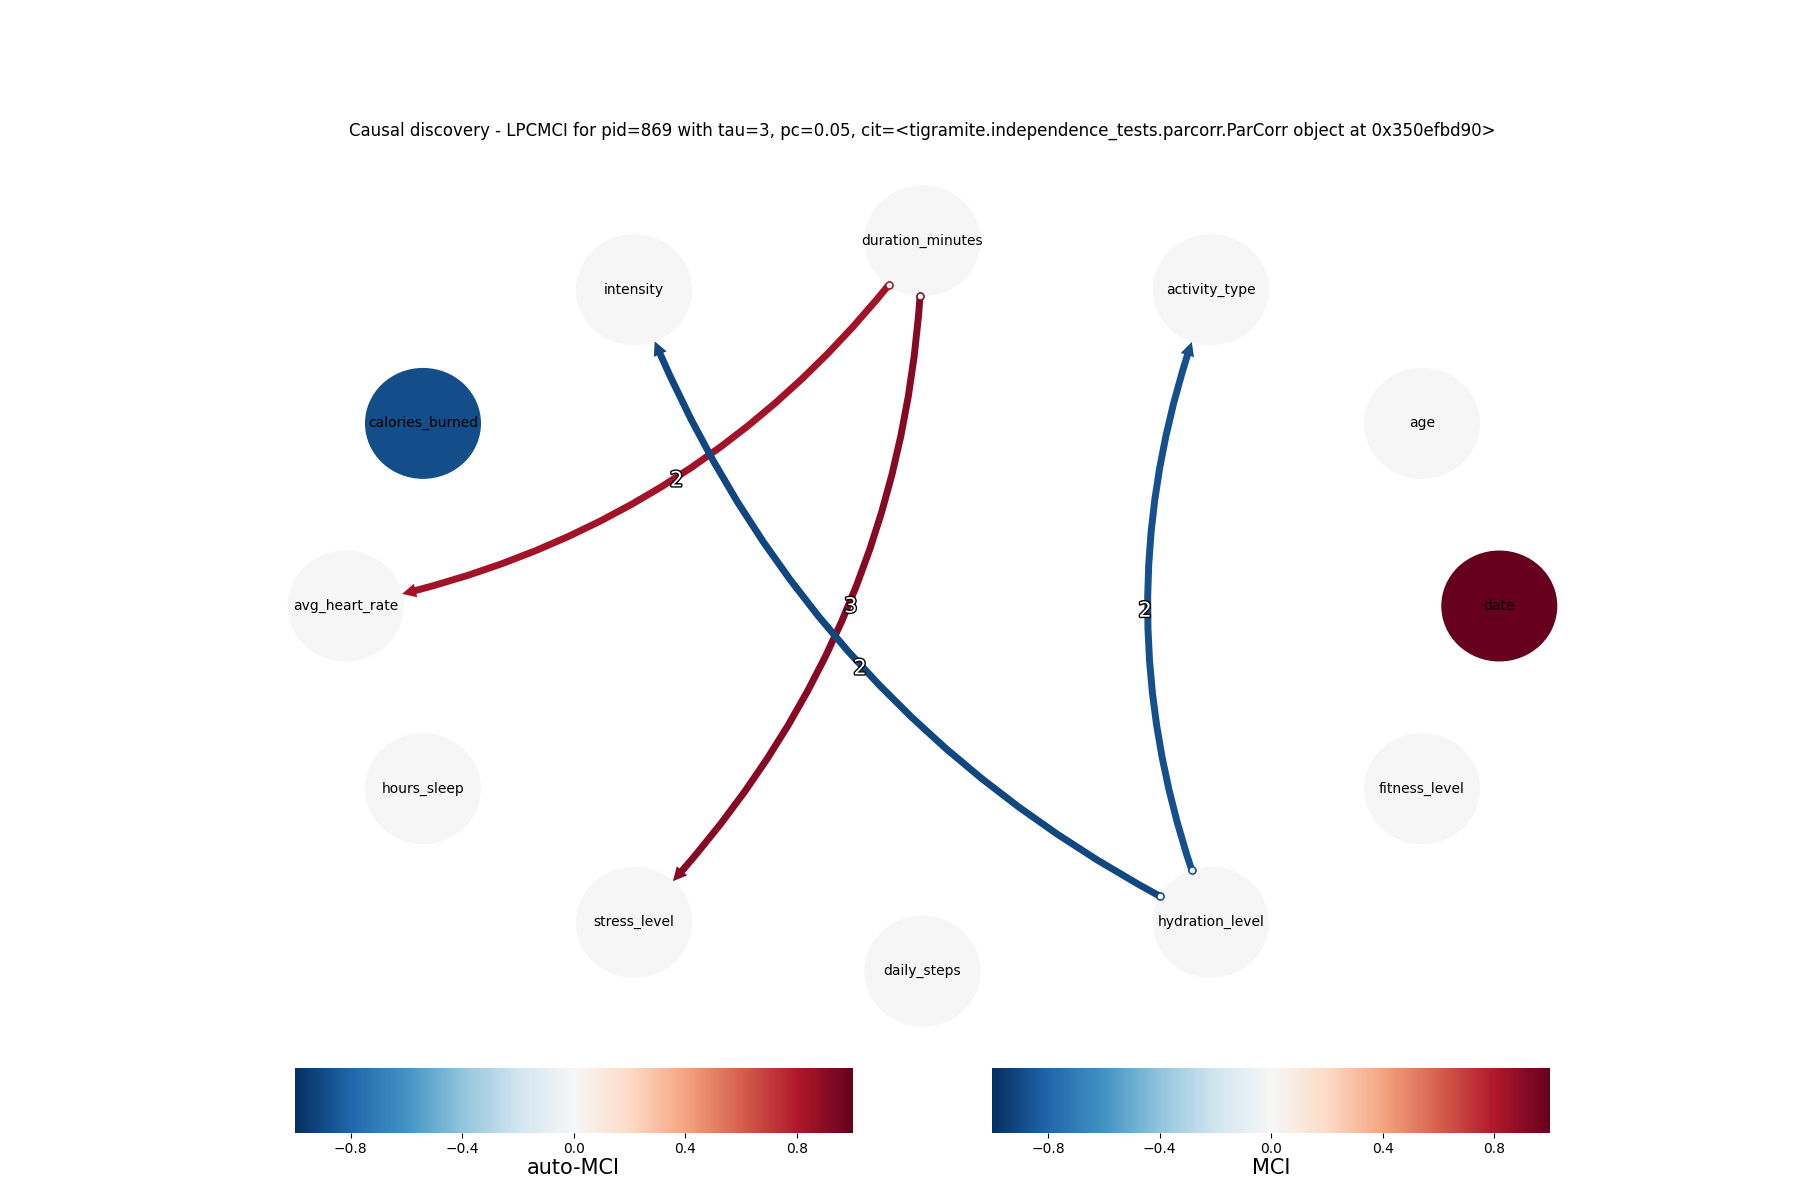 Causal discovery - LPCMCI for pid=869 with tau=3, pc=0.05, cit=<tigramite.independence_tests.parcorr.ParCorr object at 0x350efbd90>
duration_minutes
intensity
activity_type
calories_burned
age
2
avg_heart_rate
3
2
date
2
hours_sleep
fitness_level
stress_level
hydration_level
daily_steps
−0.8 −0.4 0.0 0.4 0.8
auto-MCI
−0.8 −0.4 0.0 0.4 0.8
MCI